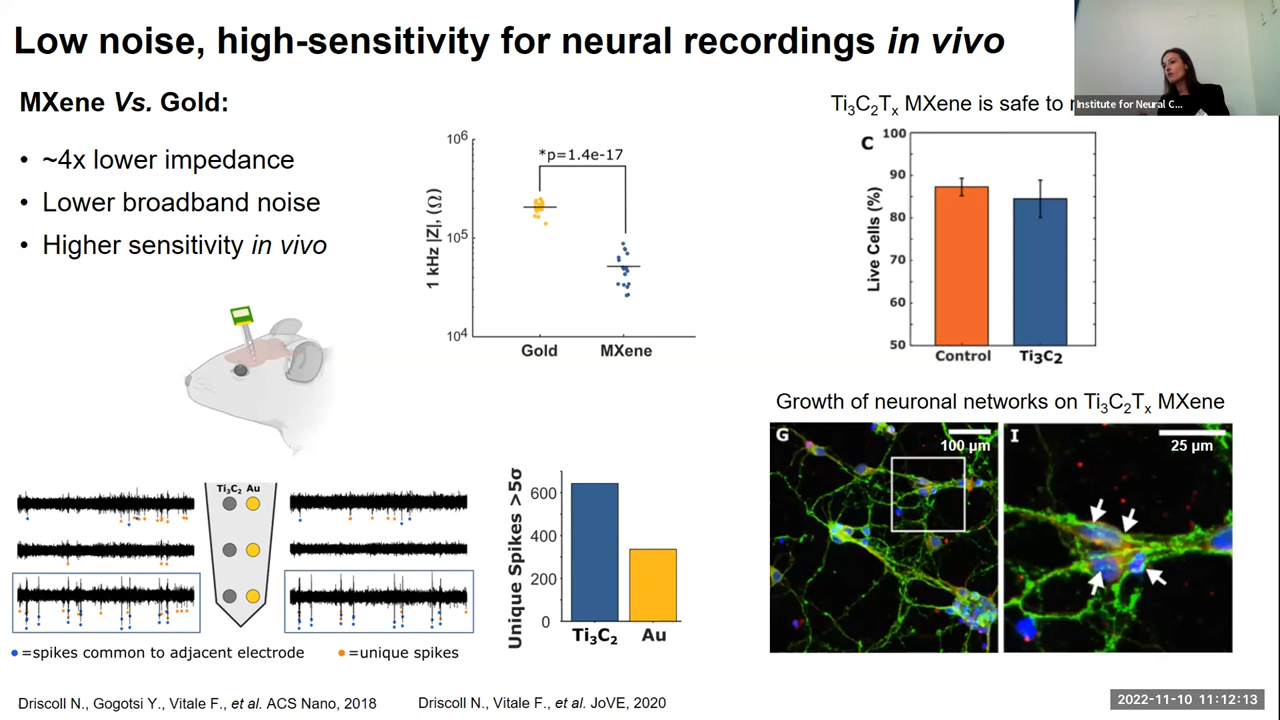 Low noise, high-sensitivity for neural recordings in vivo
MXene Vs. Gold:
• ~4x lower impedance
• Lower broadband noise
• Higher sensitivity in vivo
1 kHz |Z|, (Ω)
10⁶
10⁵
10⁴
*p=1.4e-17
Gold
MXene
Ti₃C₂Tₓ MXene is safe to
Institute for Neural C...
C
Live Cells (%)
100
90
80
70
60
50
Control
Ti₃C₂
Growth of neuronal networks on Ti₃C₂Tₓ MXene
G
100 µm
I
25 µm
Ti₃C₂ Au
Unique Spikes >5σ
600
400
200
0
Ti₃C₂
Au
=spikes common to adjacent electrode
=unique spikes
Driscoll N., Gogotsi Y., Vitale F., et al. ACS Nano, 2018
Driscoll N., Vitale F., et al. JoVE, 2020
2022-11-10 11:12:13